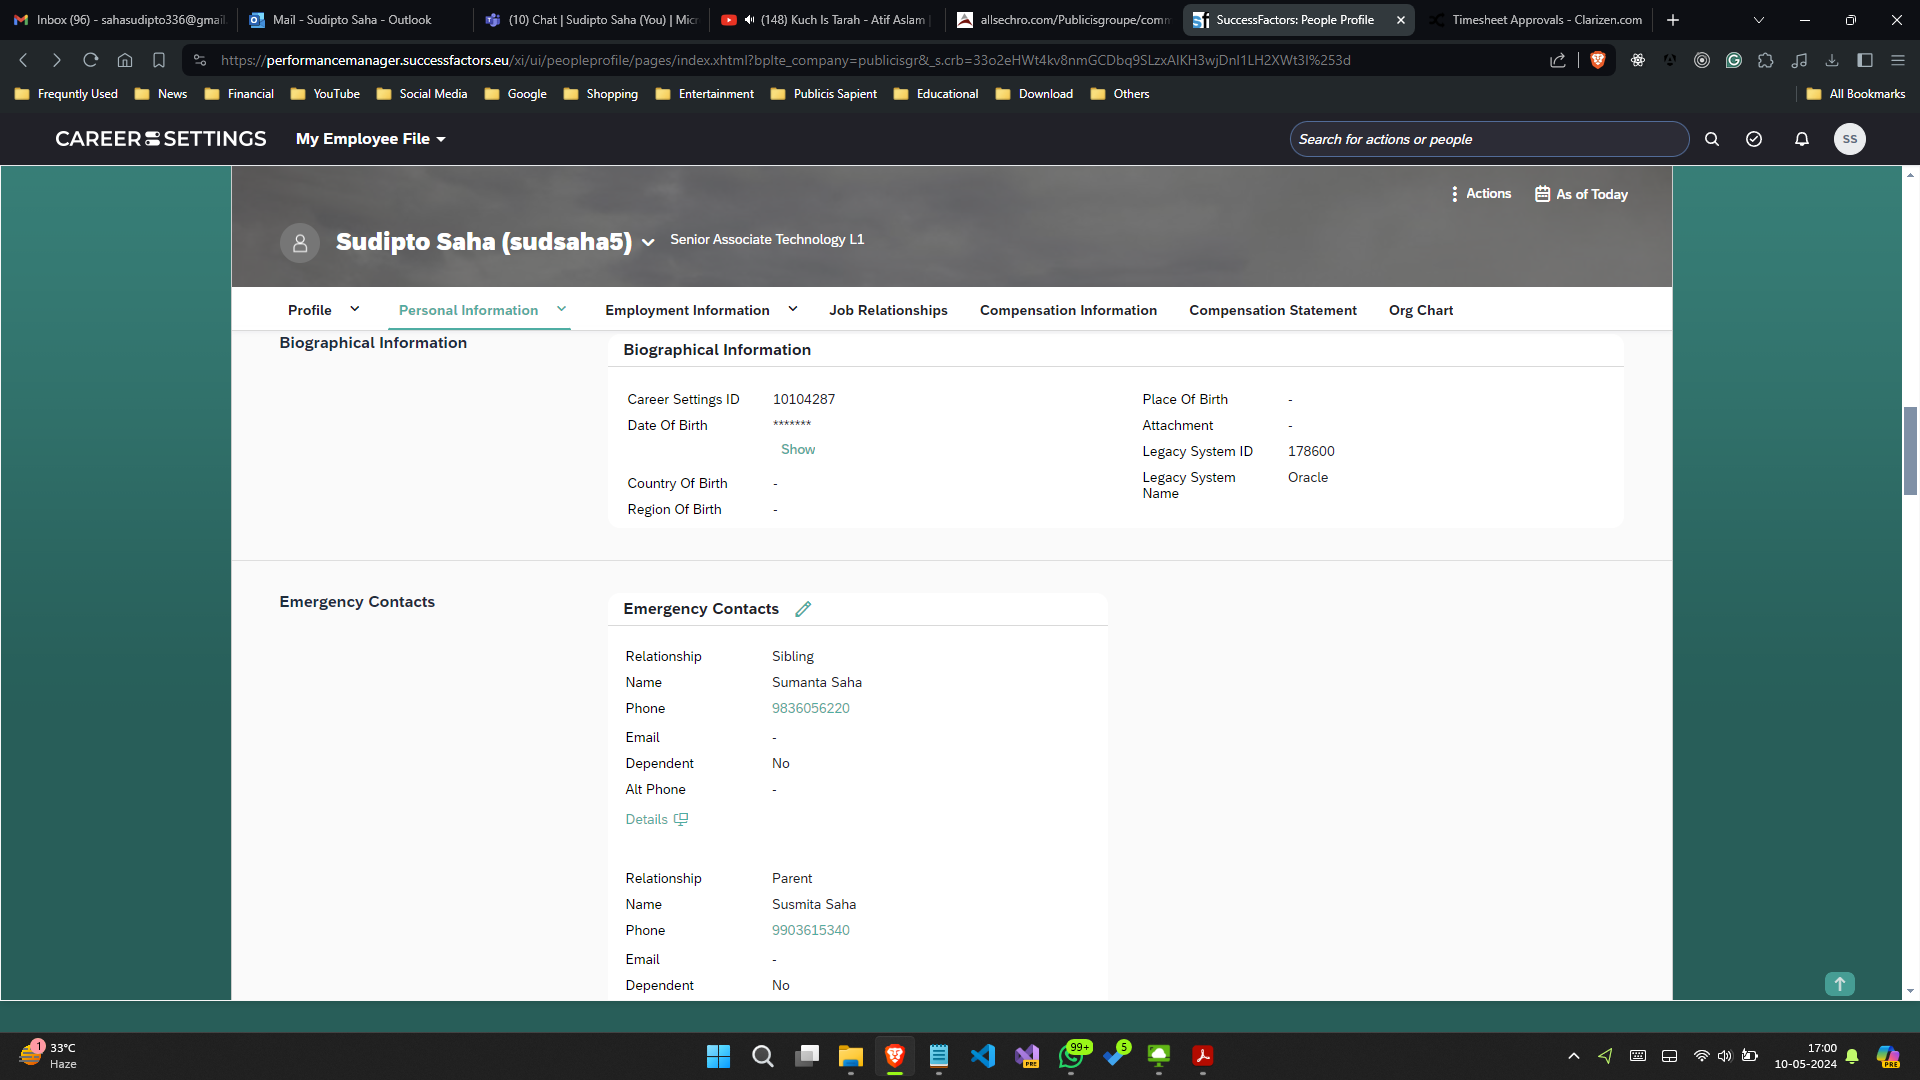 Inbox (96) - sahasudipto336@gmail.
Mail - Sudipto Saha - Outlook
(10) Chat | Sudipto Saha (You) | Micr
(148) Kuch Is Tarah - Atif Aslam |
allsechro.com/Publicisgroupe/comm
SuccessFactors: People Profile
Timesheet Approvals - Clarizen.com
https://performancemanager.successfactors.eu/xi/ui/peopleprofile/pages/index.xhtml?bplte_company=publicisgr&_s.crb=33o2eHWt4kv8nmGCDbq9SLzxAlKH3wjDnI1LH2XWt3I%253d
Frequntly Used News Financial YouTube Social Media Google Shopping Entertainment Publicis Sapient Educational Download Others All Bookmarks
CAREER SETTINGS My Employee File Search for actions or people SS
Actions As of Today
Sudipto Saha (sudsaha5) Senior Associate Technology L1
Profile Personal Information Employment Information Job Relationships Compensation Information Compensation Statement Org Chart
Biographical Information
Biographical Information
Career Settings ID 10104287
Date Of Birth *******
Show
Country Of Birth -
Region Of Birth -
Place Of Birth -
Attachment -
Legacy System ID 178600
Legacy System Oracle
Name
Emergency Contacts
Emergency Contacts
Relationship Sibling
Name Sumanta Saha
Phone 9836056220
Email -
Dependent No
Alt Phone -
Details
Relationship Parent
Name Susmita Saha
Phone 9903615340
Email -
Dependent No
1 33°C
Haze
PRE
99+
5
17:00
10-05-2024
PRE